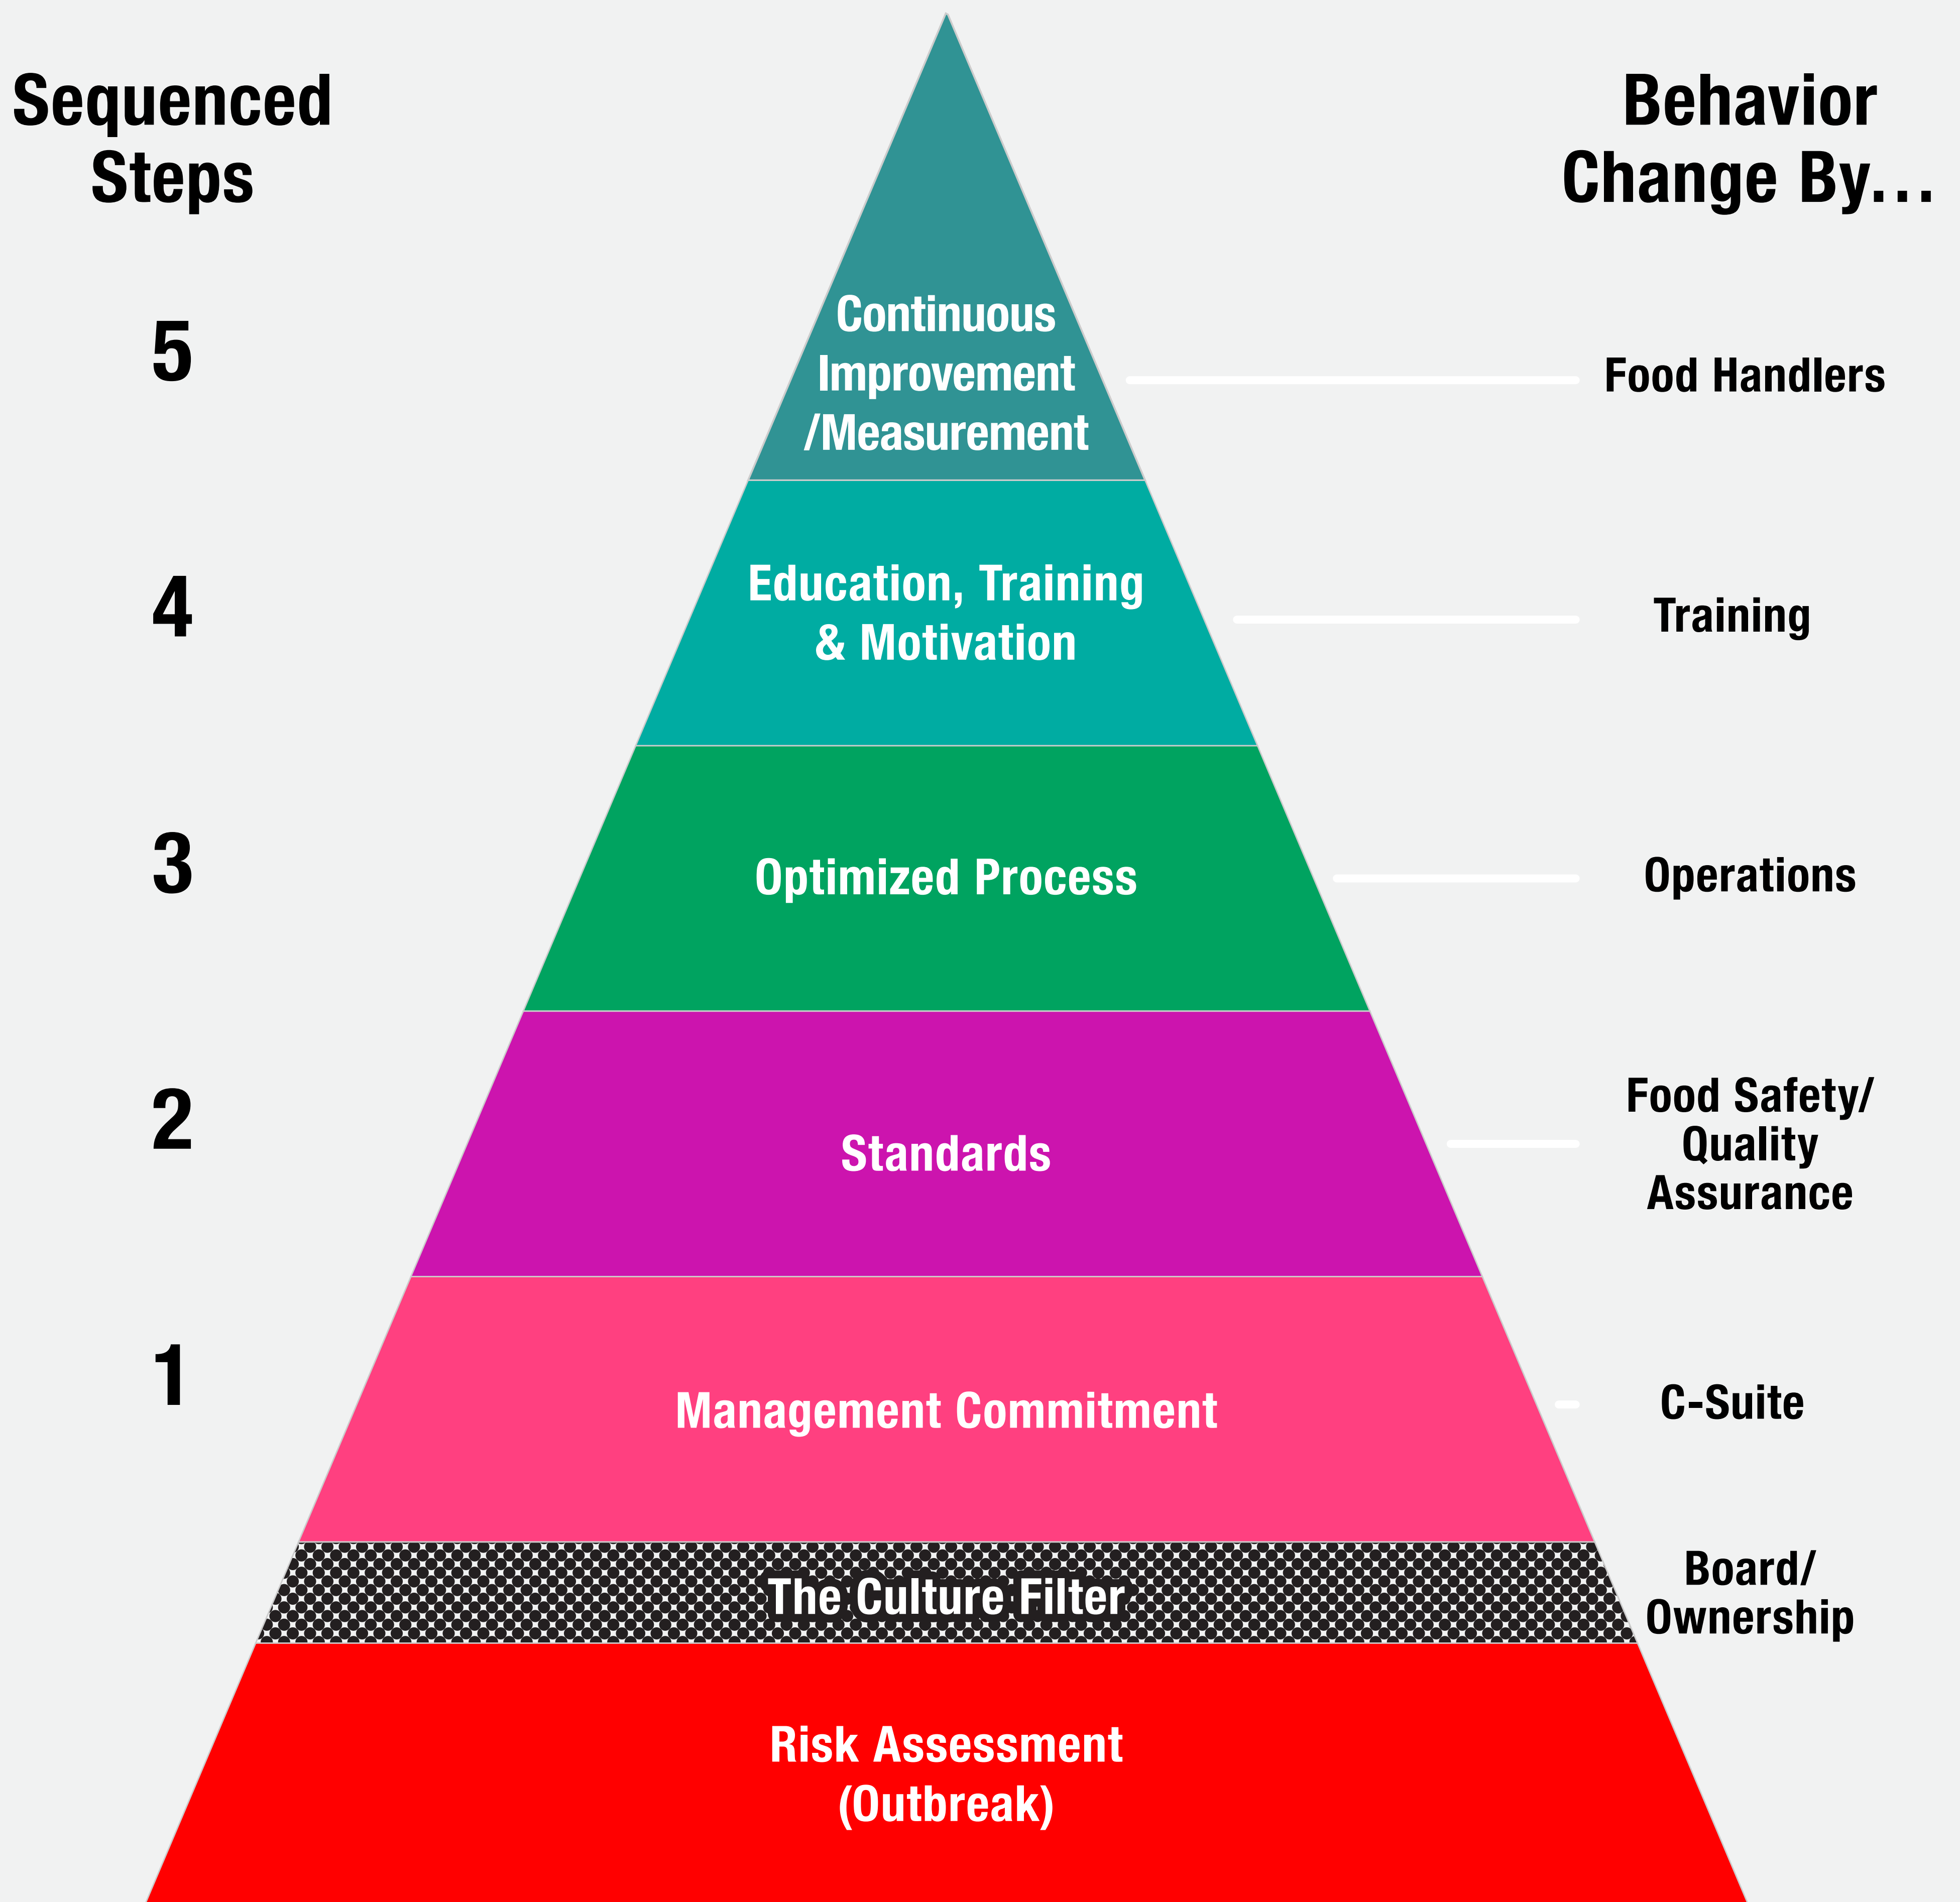 Sequenced
Steps
Behavior
Change By...
5
Continuous
Improvement
/Measurement
Food Handlers
4
Education, Training
& Motivation
Training
3
Optimized Process
Operations
2
Standards
Food Safety/
Quality
Assurance
1
Management Commitment
C-Suite
The Culture Filter
Board/
Ownership
Risk Assessment
(Outbreak)